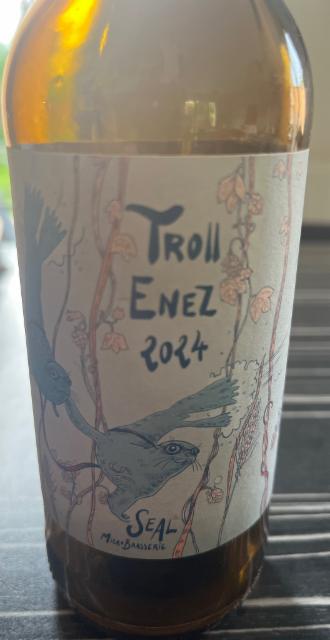 TROll
ENEZ
2024
SEAL
MICROBRASSERIE